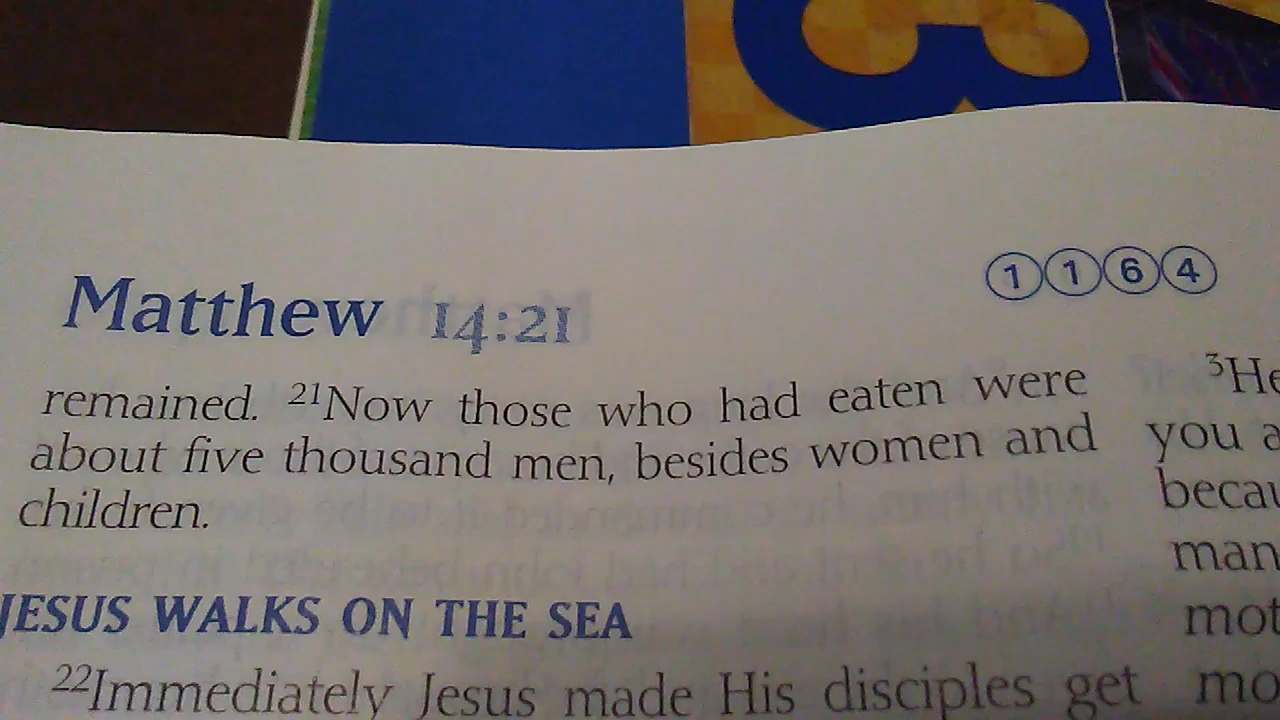 Matthew 14:21
1164
remained. 21Now those who had eaten were
about five thousand men, besides women and
children.
JESUS WALKS ON THE SEA
22Immediately Jesus made His disciples get
3He
you a
becau
man
mot
mo